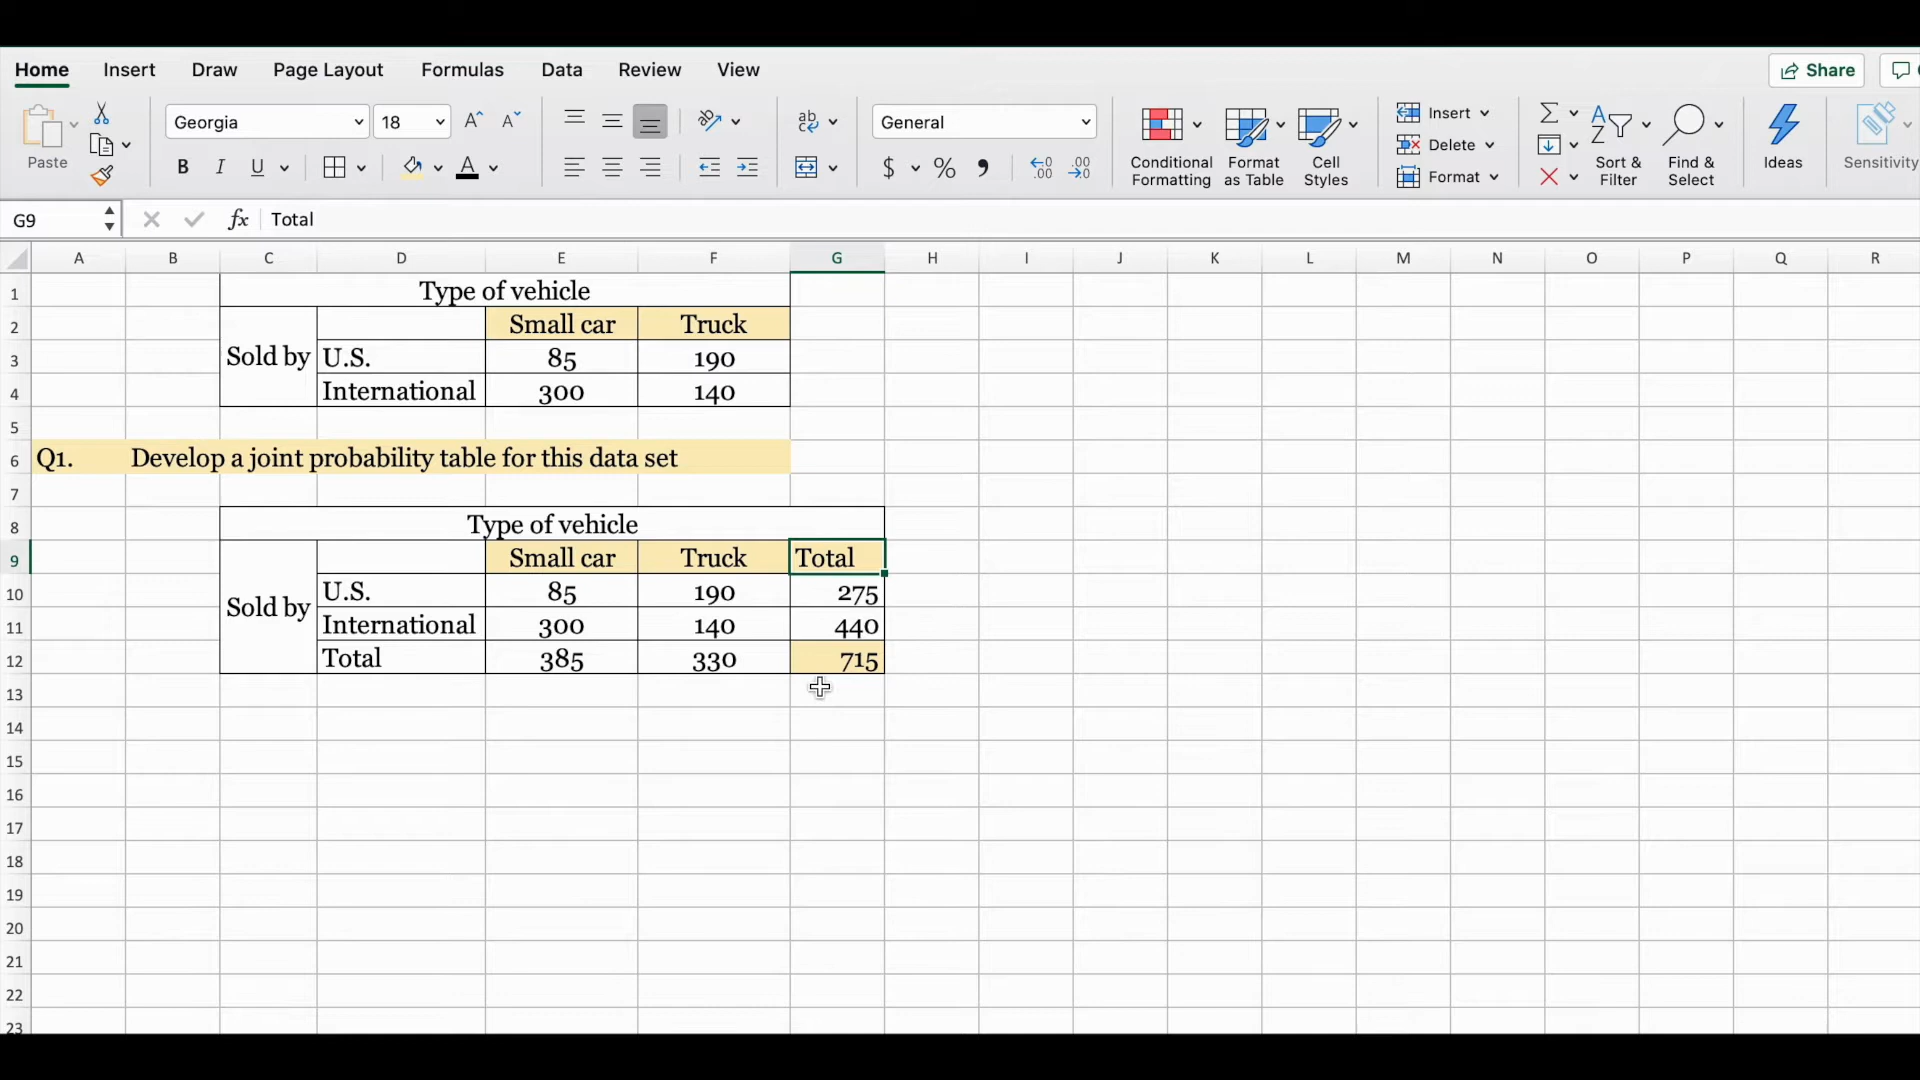 Home Insert Draw Page Layout Formulas Data Review View Share
Paste Georgia 18 General Conditional Formatting Format as Table Cell Styles Insert Delete Format Sort & Filter Find & Select Ideas Sensitivity
B I U A ab c $ % .00
G9 fx Total
A B C D E F G H I J K L M N O P Q R
1 Type of vehicle
2 Small car Truck
3 Sold by U.S. 85 190
4 International 300 140
5
6 Q1. Develop a joint probability table for this data set
7
8 Type of vehicle
9 Small car Truck Total
10 Sold by U.S. 85 190 275
11 International 300 140 440
12 Total 385 330 715
13
14
15
16
17
18
19
20
21
22
23